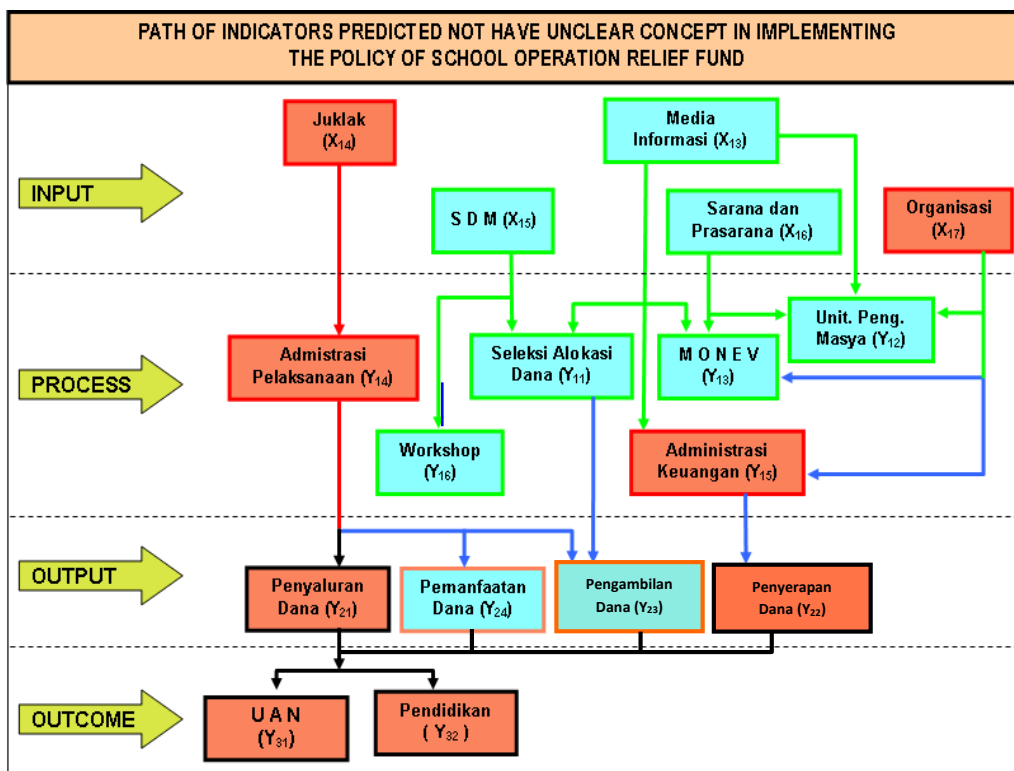 PATH OF INDICATORS PREDICTED NOT HAVE UNCLEAR CONCEPT IN IMPLEMENTING
THE POLICY OF SCHOOL OPERATION RELIEF FUND
INPUT
Juklak
(X14)
Media
Informasi (X13)
S D M (X15)
Sarana dan
Prasarana (X16)
Organisasi
(X17)
PROCESS
Admistrasi
Pelaksanaan (Y14)
Seleksi Alokasi
Dana (Y11)
M O N E V
(Y13)
Unit. Peng.
Masya (Y12)
Workshop
(Y16)
Administrasi
Keuangan (Y15)
OUTPUT
Penyaluran
Dana (Y21)
Pemanfaatan
Dana (Y24)
Pengambilan
Dana (Y23)
Penyerapan
Dana (Y22)
OUTCOME
U A N
(Y31)
Pendidikan
( Y32 )